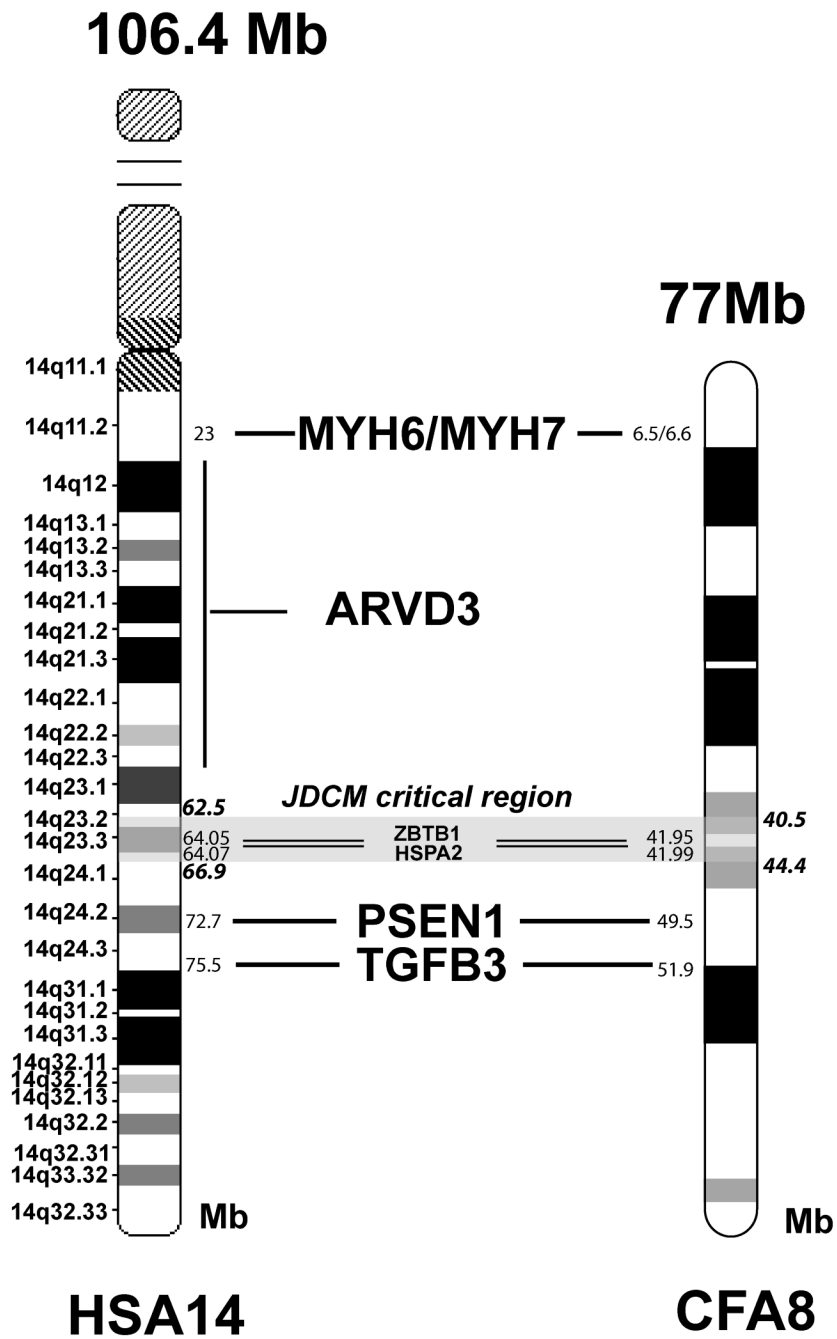 106.4 Mb
77Mb
14q11.1
14q11.2
23
MYH6/MYH7
6.5/6.6
14q12
14q13.1
14q13.2
14q13.3
14q21.1
ARVD3
14q21.2
14q21.3
14q22.1
14q22.2
14q22.3
14q23.1
JDCM critical region
62.5
14q23.2
40.5
14q23.3
64.05
ZBTB1
41.95
64.07
HSPA2
41.99
14q24.1
66.9
44.4
14q24.2
72.7
PSEN1
49.5
14q24.3
75.5
TGFB3
51.9
14q31.1
14q31.2
14q31.3
14q32.11
14q32.12
14q32.13
14q32.2
14q32.31
14q33.32
14q32.33
Mb
Mb
HSA14
CFA8